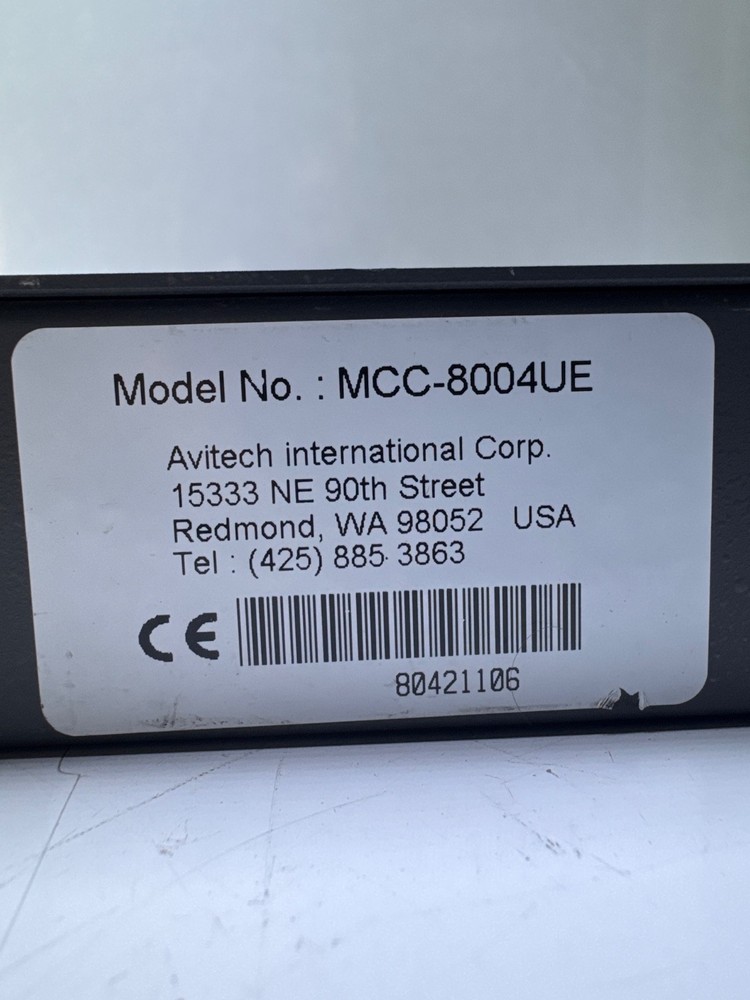 Model No. : MCC-8004UE
Avitech international Corp.
15333 NE 90th Street
Redmond, WA 98052 USA
Tel : (425) 885 3863
CE
80421106